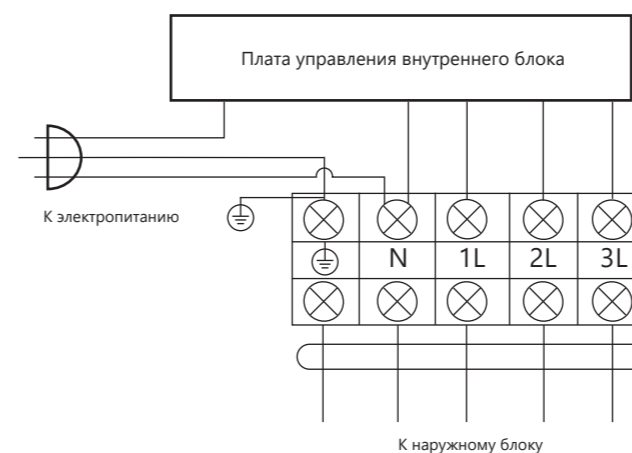 Плата управления внутреннего блока
К электропитанию
N 1L 2L 3L
К наружному блоку